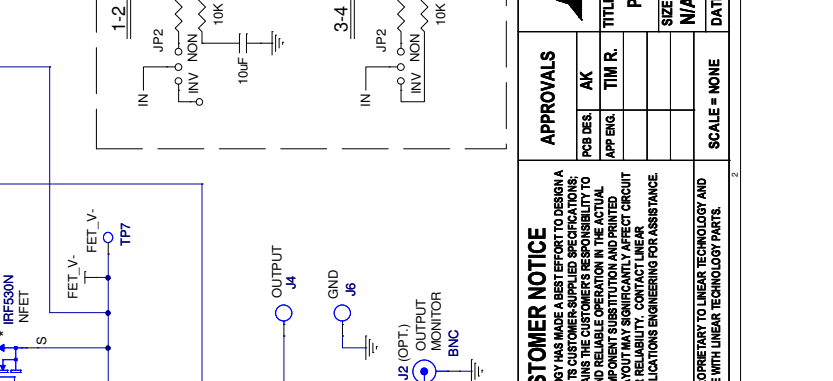 1-2
JP2
10K
NON
INV
IN
10uF
3-4
JP2
10K
NON
INV
IN
FET_V-
FET_V-
TP7
IRF530N
NFET
S
OUTPUT
J4
GND
J6
J2 (OPT.)
OUTPUT
MONITOR
BNC
APPROVALS
PCB DES.
AK
APP ENG.
TIM R.
SIZE
N/A
SCALE = NONE
2
STOMER NOTICE
GY HAS MADE A BEST EFFORT TO DESIGN A
TS CUSTOMER-SUPPLIED SPECIFICATIONS;
AINS THE CUSTOMER'S RESPONSIBILITY TO
ND RELIABLE OPERATION IN THE ACTUAL
MPONENT SUBSTITUTION AND PRINTED
YOUT MAY SIGNIFICANTLY AFFECT CIRCUIT
R RELIABILITY. CONTACT LINEAR
LICATIONS ENGINEERING FOR ASSISTANCE.
OPRIETARY TO LINEAR TECHNOLOGY AND
E WITH LINEAR TECHNOLOGY PARTS.